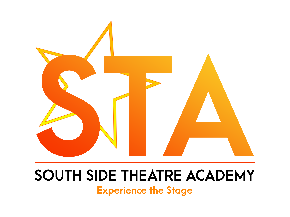 STA
SOUTH SIDE THEATRE ACADEMY
Experience the Stage